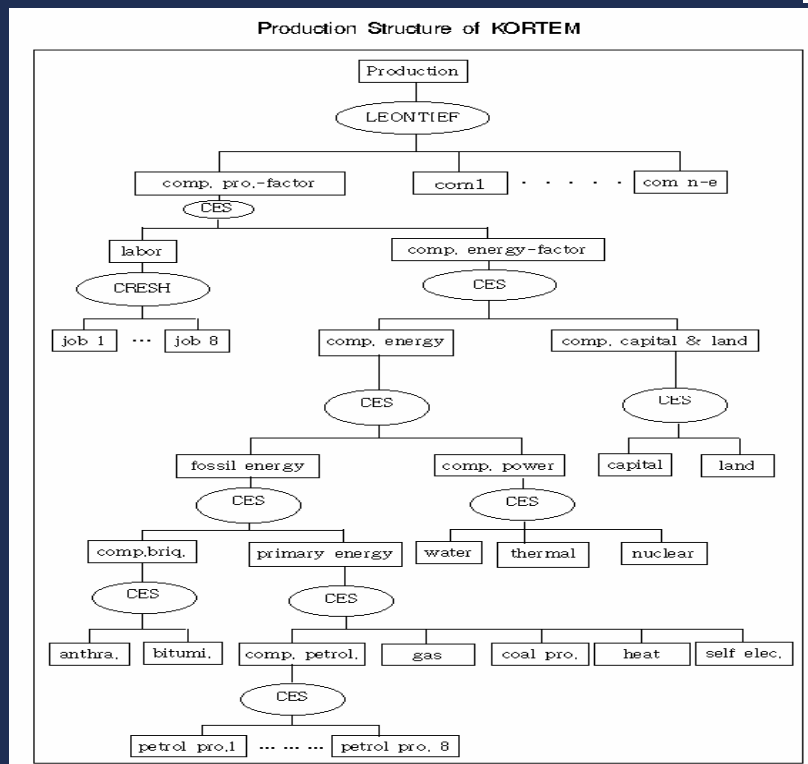 Production Structure of KORTEM
Production
LEONTIEF
comp, pro,-factor
com1
. . . . .
com n-e
CES
labor
comp, energy-factor
CRESH
CES
job 1
...
job 8
comp, energy
comp, capital & land
CES
CES
fossil energy
comp, power
capital
land
CES
CES
comp,briq,
primary energy
water
thermal
nuclear
CES
CES
anthra,
bitumi,
comp, petrol,
gas
coal pro,
heat
self elec,
CES
petrol pro,1
... ... ...
petrol pro, 8